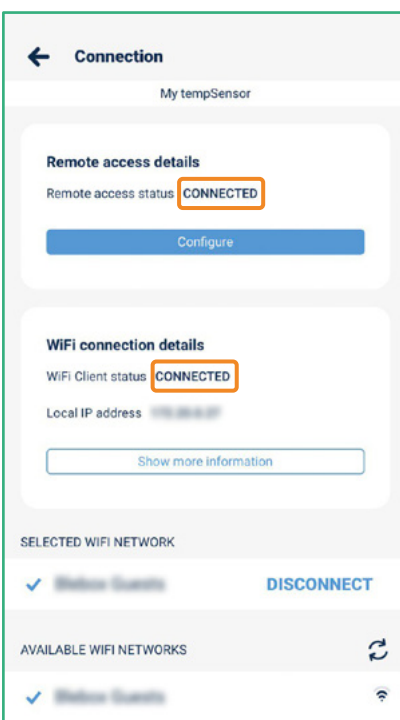 Connection
My tempSensor
Remote access details
Remote access status CONNECTED
Configure
WiFi connection details
WiFi Client status CONNECTED
Local IP address
Show more information
SELECTED WIFI NETWORK
DISCONNECT
AVAILABLE WIFI NETWORKS